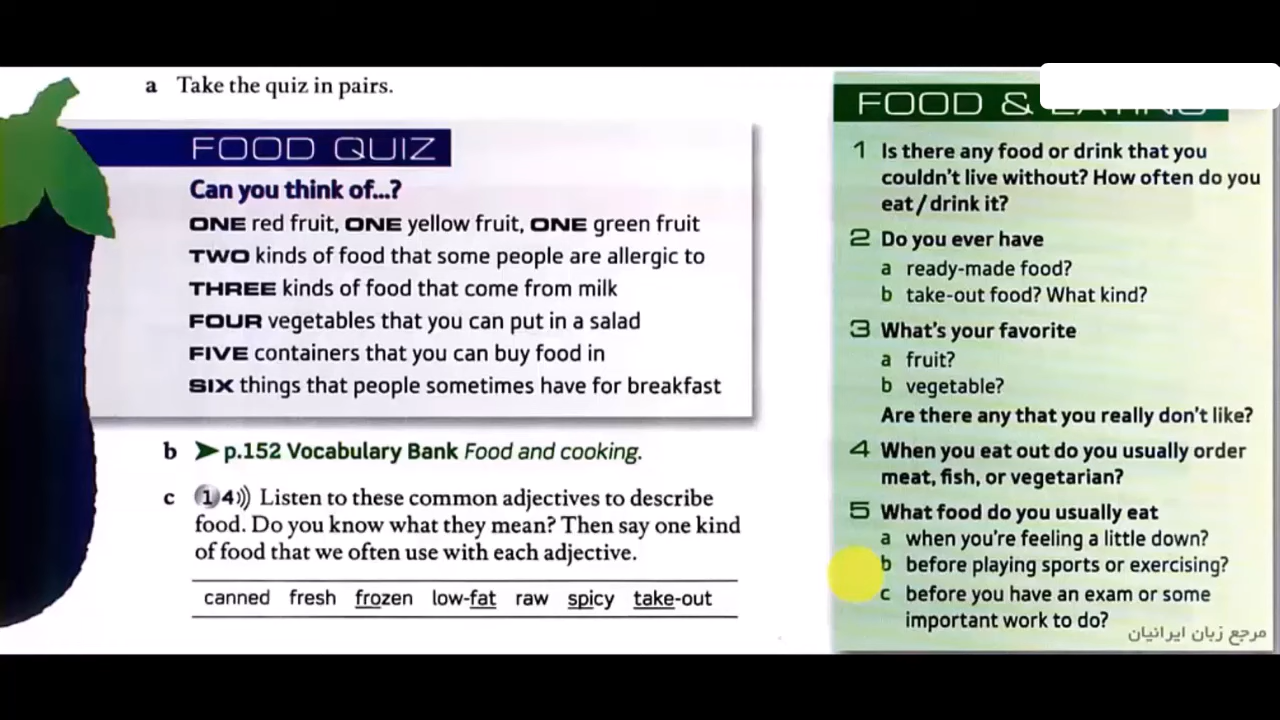 a Take the quiz in pairs.
FOOD QUIZ
Can you think of...?
ONE red fruit, ONE yellow fruit, ONE green fruit
TWO kinds of food that some people are allergic to
THREE kinds of food that come from milk
FOUR vegetables that you can put in a salad
FIVE containers that you can buy food in
SIX things that people sometimes have for breakfast
b ➤ p.152 Vocabulary Bank Food and cooking.
c 1 4)) Listen to these common adjectives to describe
food. Do you know what they mean? Then say one kind
of food that we often use with each adjective.
canned fresh frozen low-fat raw spicy take-out
FOOD & EATING
1 Is there any food or drink that you
couldn't live without? How often do you
eat / drink it?
2 Do you ever have
a ready-made food?
b take-out food? What kind?
3 What's your favorite
a fruit?
b vegetable?
Are there any that you really don't like?
4 When you eat out do you usually order
meat, fish, or vegetarian?
5 What food do you usually eat
a when you're feeling a little down?
b before playing sports or exercising?
c before you have an exam or some
important work to do?
مرجع زبان ایرانیان